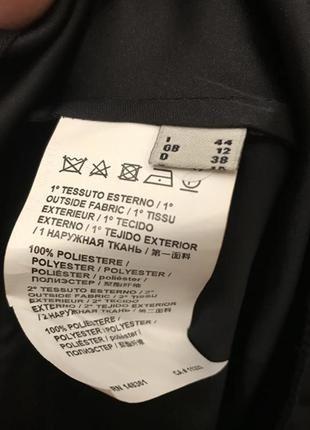 I 44
GB 12
D 38
1° TESSUTO ESTERNO / 1°
OUTSIDE FABRIC / 1° TISSU
EXTERIEUR / 1° TECIDO
EXTERNO / 1° TEJIDO EXTERIOR
/ 1 НАРУЖНАЯ ТКАНЬ / 第一面料
100% POLIESTERE /
POLYESTER / POLYESTER /
POLIÉSTER / poliéster /
ПОЛИЭСТЕР / 聚酯纤维
2° TESSUTO ESTERNO / 2°
OUTSIDE FABRIC / 2° TISSU
EXTERIEUR / 2° TECIDO
EXTERNO / 2° TEJIDO EXTERIOR
/ 2 НАРУЖНАЯ ТКАНЬ / 第二面料
100% POLIESTERE /
POLYESTER / POLYESTER /
POLIÉSTER / poliéster /
ПОЛИЭСТЕР / 聚酯纤维
RN 148361
CA #